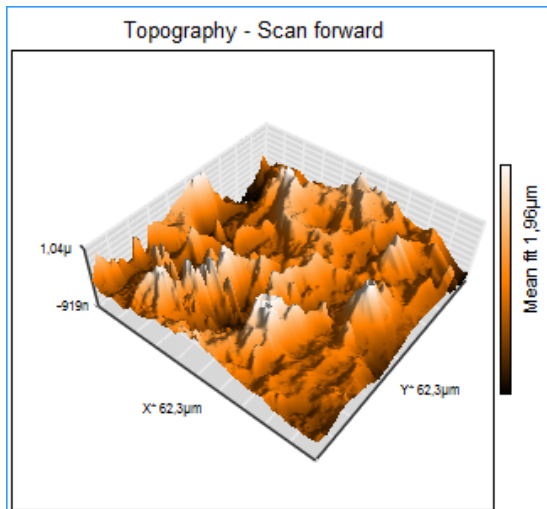 Topography - Scan forward
1,04µ
-919n
X* 62,3µm
Y* 62,3µm
Mean fit 1,96µm